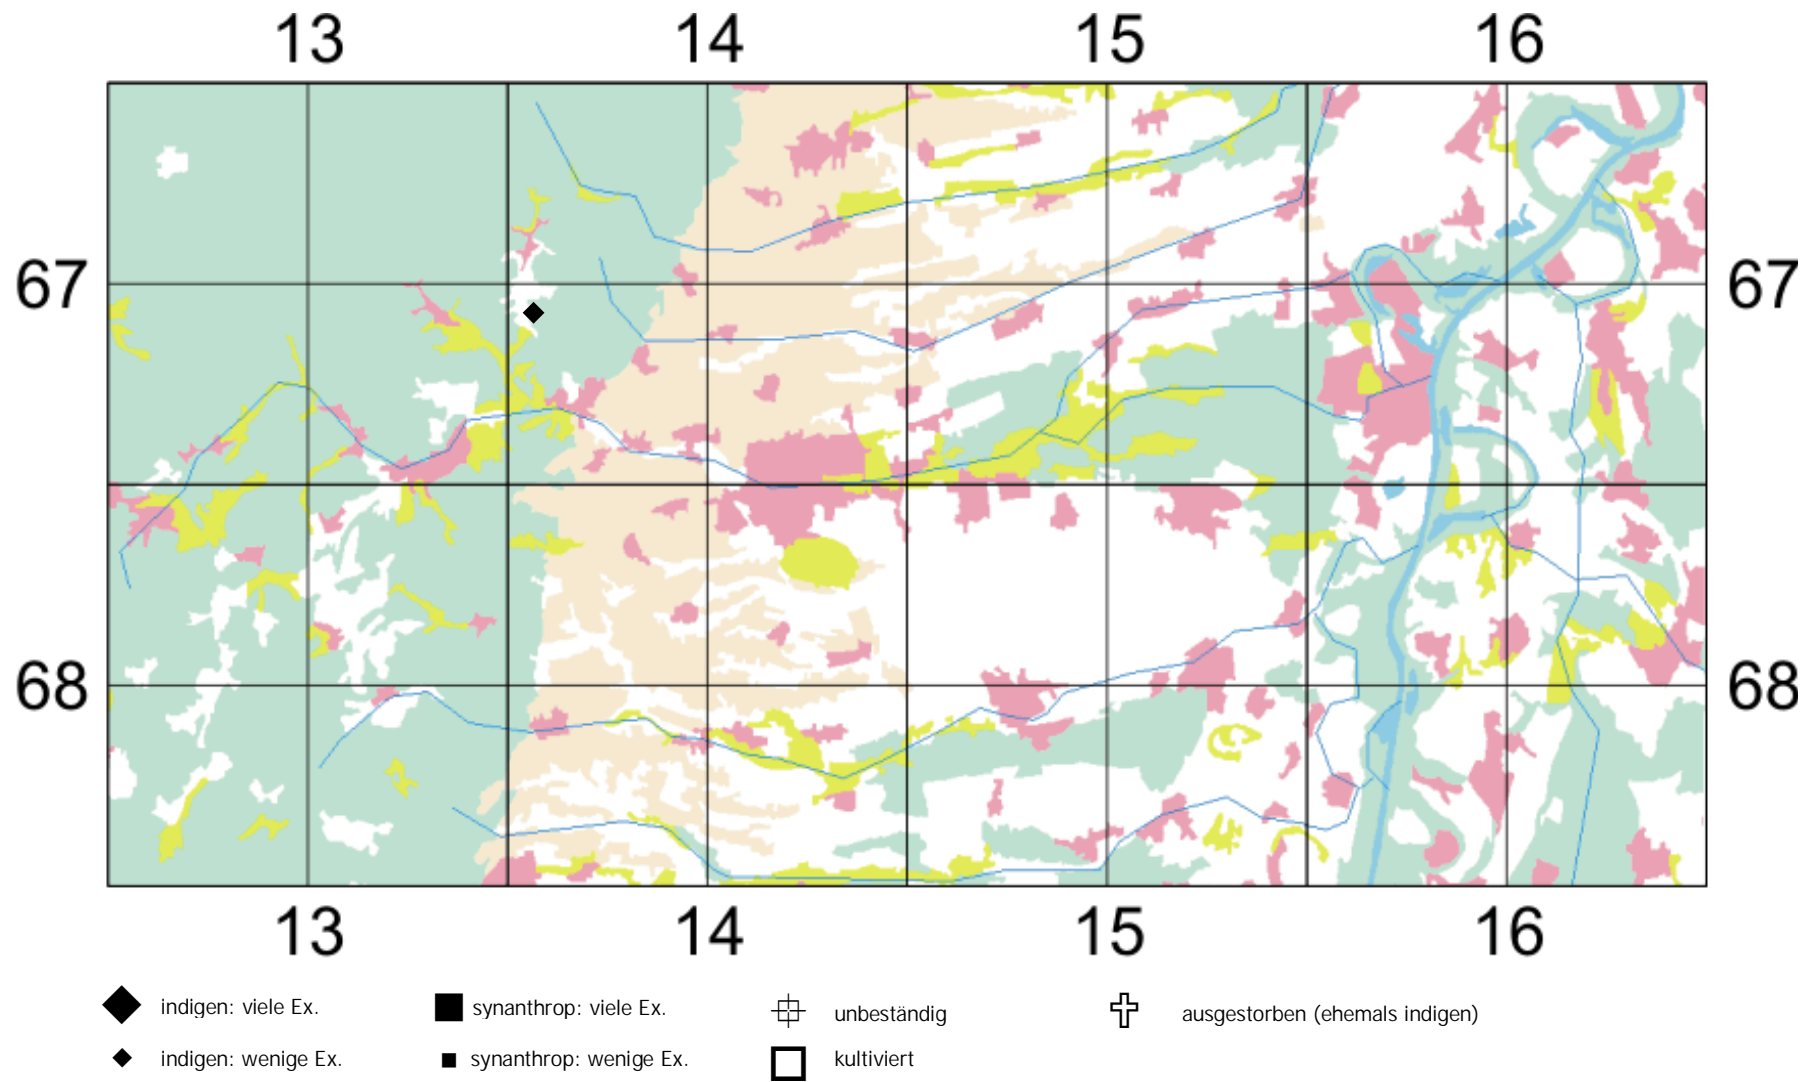 13 14 15 16
67 67
68 68
13 14 15 16
indigen: viele Ex. synanthrop: viele Ex. unbeständig ausgestorben (ehemals indigen)
indigen: wenige Ex. synanthrop: wenige Ex. kultiviert